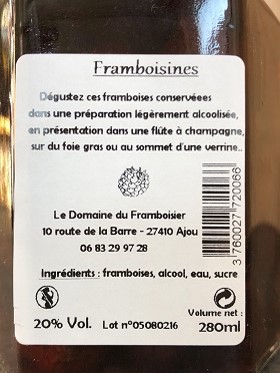 Framboisines
Dégustez ces framboises conservéees
dans une préparation légèrement alcoolisée,
en présentation dans une flûte à champagne,
sur du foie gras ou au sommet d'une verrine..
Le Domaine du Framboisier
10 route de la Barre - 27410 Ajou
06 83 29 97 28
3 760027 720066
Ingrédients : framboises, alcool, eau, sucre
Volume net :
20% Vol. Lot n°05080216 280ml